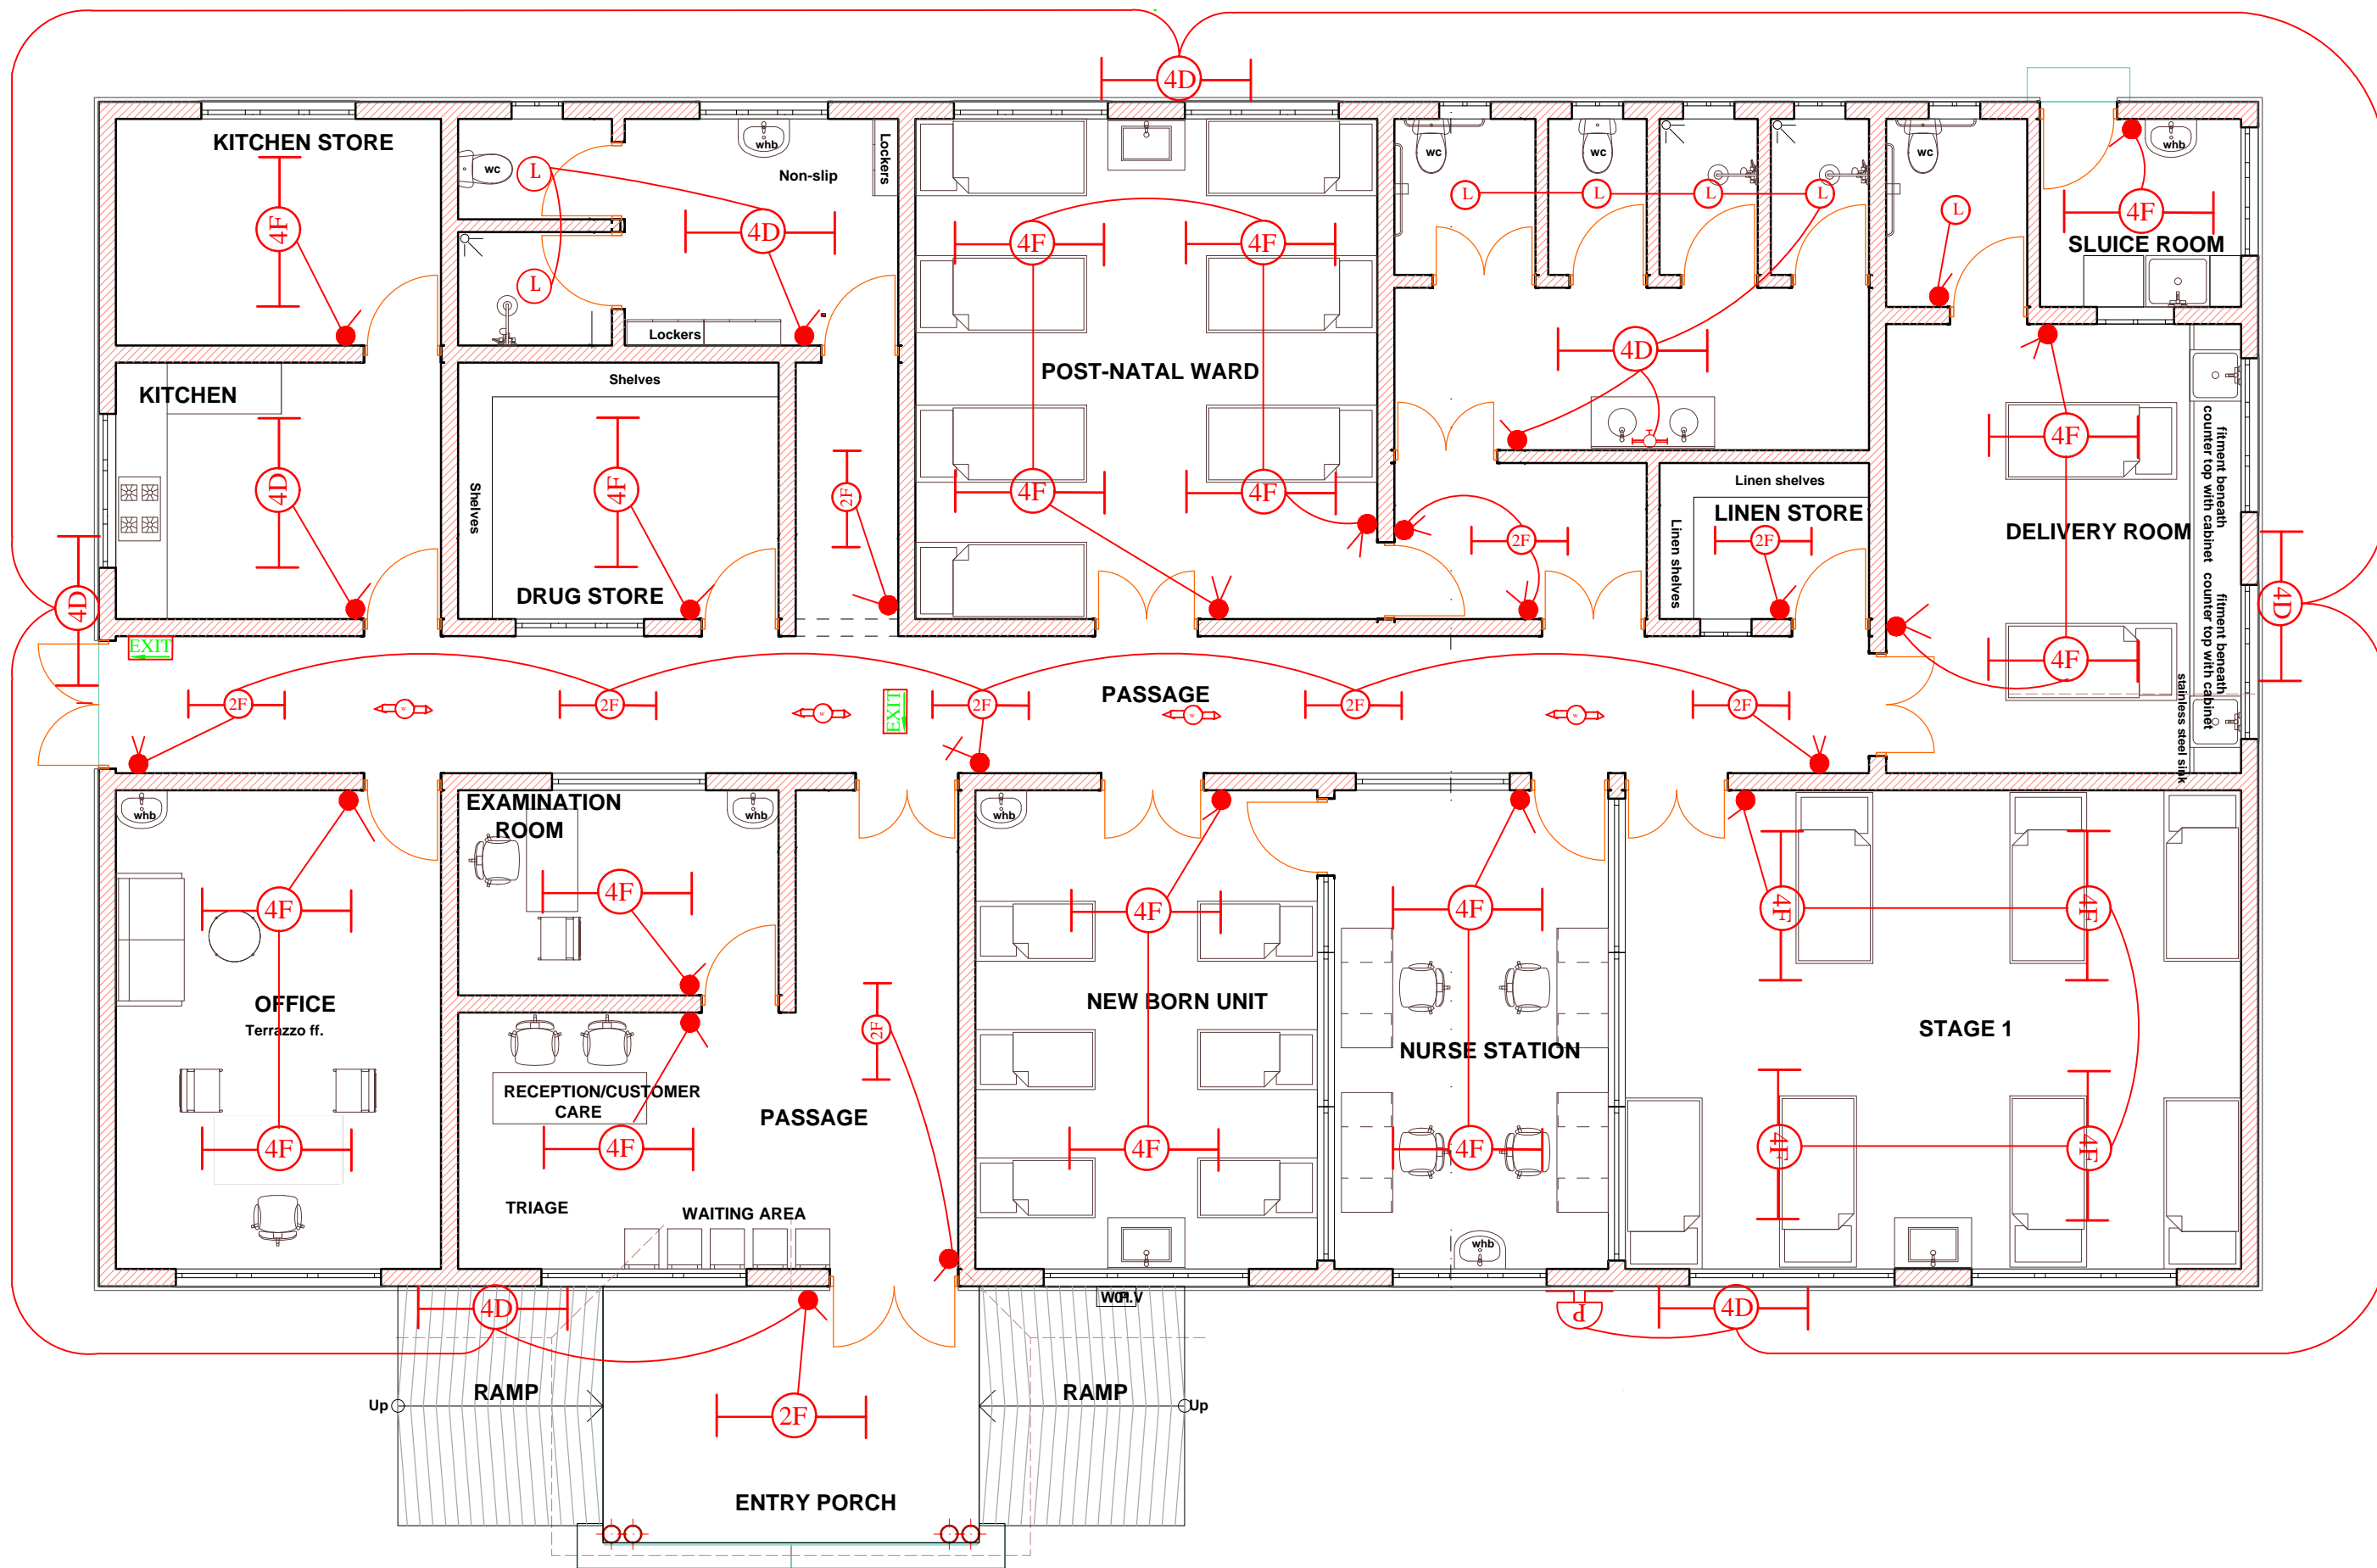 4D
KITCHEN STORE
4F
wc
L
L
whb
Non-slip
Lockers
4D
Lockers
4F
4F
POST-NATAL WARD
4F
4F
wc
wc
L
L
L
L
4D
wc
L
whb
4F
SLUICE ROOM
KITCHEN
4D
4D
Shelves
Shelves
4F
DRUG STORE
2F
2F
Linen shelves
Linen shelves
LINEN STORE
2F
4F
DELIVERY ROOM
4F
counter top with cabinet
fitment beneath
counter top with cabinet
fitment beneath
stainless steel sink
4D
EXIT
2F
w
2F
w
EXIT
2F
PASSAGE
w
2F
w
2F
whb
4F
OFFICE
Terrazzo ff.
4F
EXAMINATION
ROOM
whb
4F
RECEPTION/CUSTOMER
CARE
4F
TRIAGE
WAITING AREA
PASSAGE
2F
whb
4F
NEW BORN UNIT
4F
4F
NURSE STATION
4F
whb
4F
4F
STAGE 1
4F
4F
4D
P
4D
RAMP
Up
2F
RAMP
Up
ENTRY PORCH